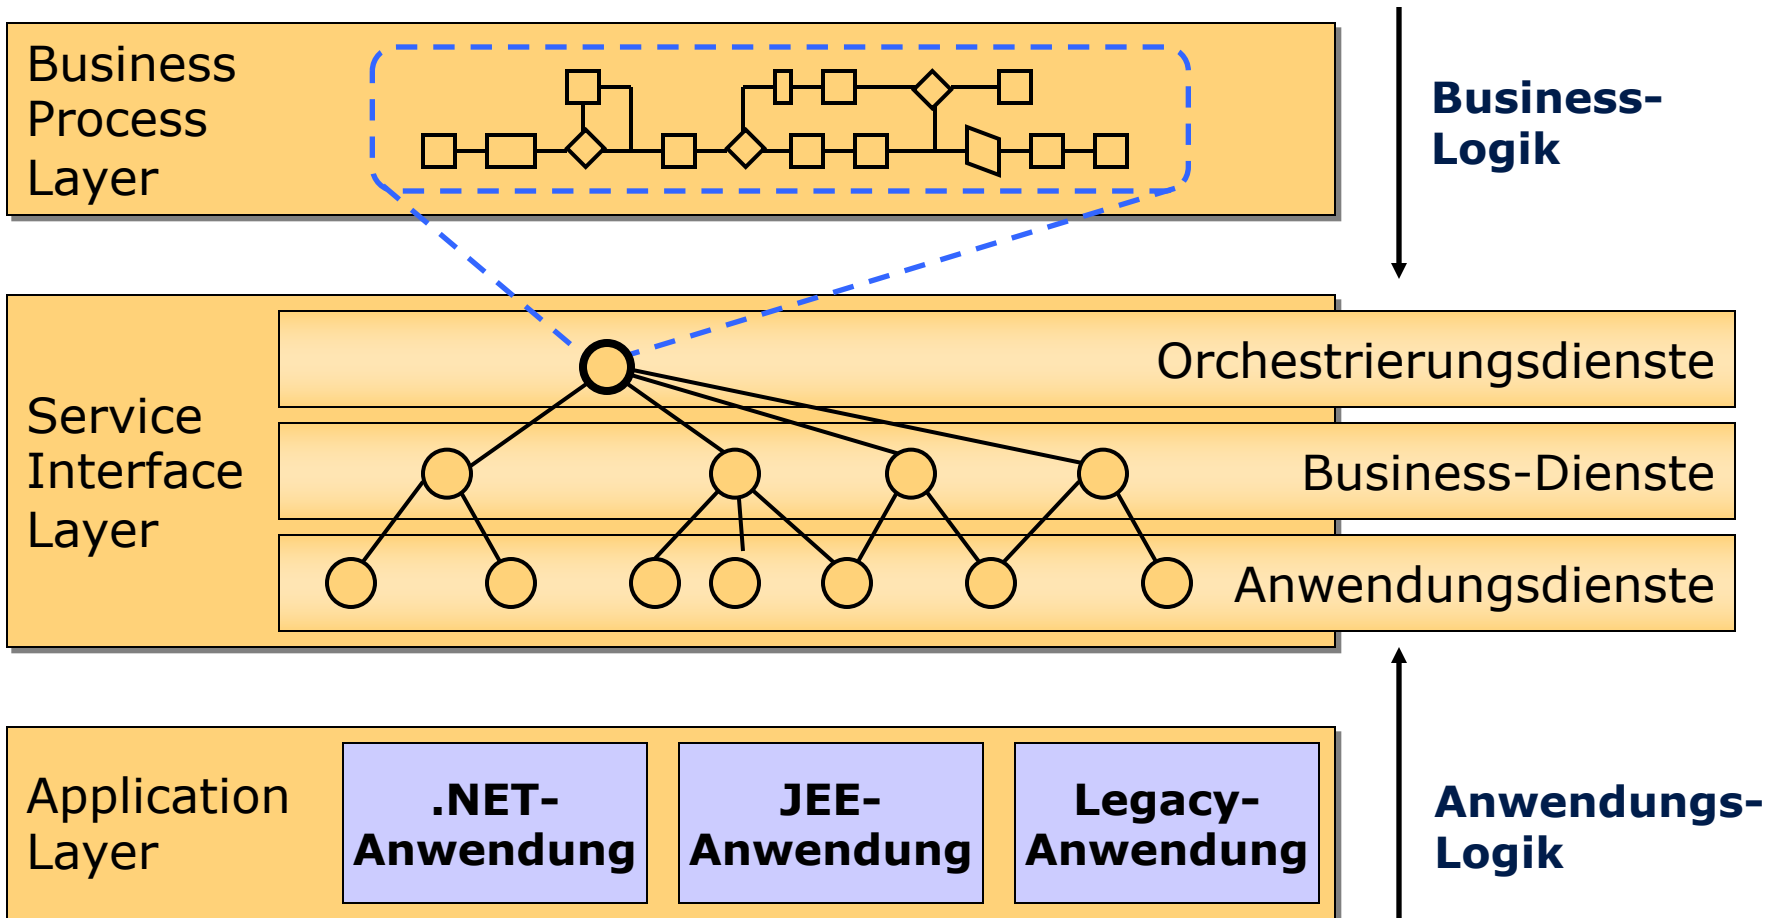 Business
Process
Layer
Business-
Logik
Service
Interface
Layer
Orchestrierungsdienste
Business-Dienste
Anwendungsdienste
Application
Layer
.NET-
Anwendung
JEE-
Anwendung
Legacy-
Anwendung
Anwendungs-
Logik